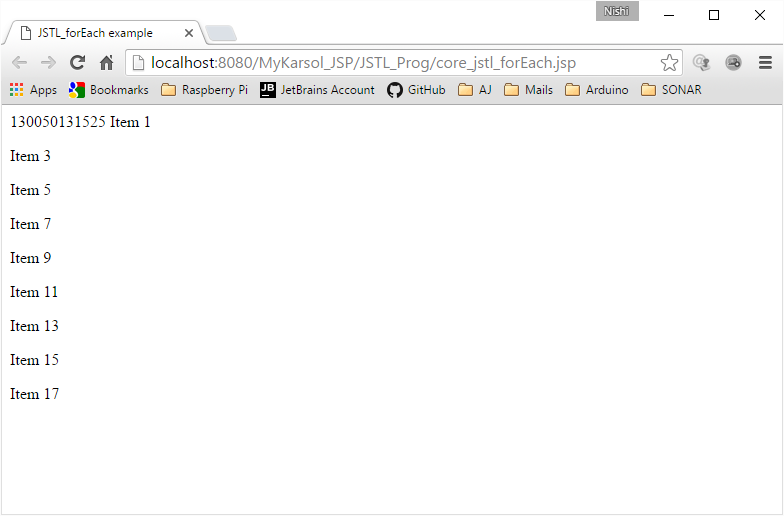 Nishi
JSTL_forEach example
localhost:8080/MyKarsol_JSP/JSTL_Prog/core_jstl_forEach.jsp
Apps Bookmarks Raspberry Pi JB JetBrains Account GitHub AJ Mails Arduino SONAR
130050131525 Item 1
Item 3
Item 5
Item 7
Item 9
Item 11
Item 13
Item 15
Item 17